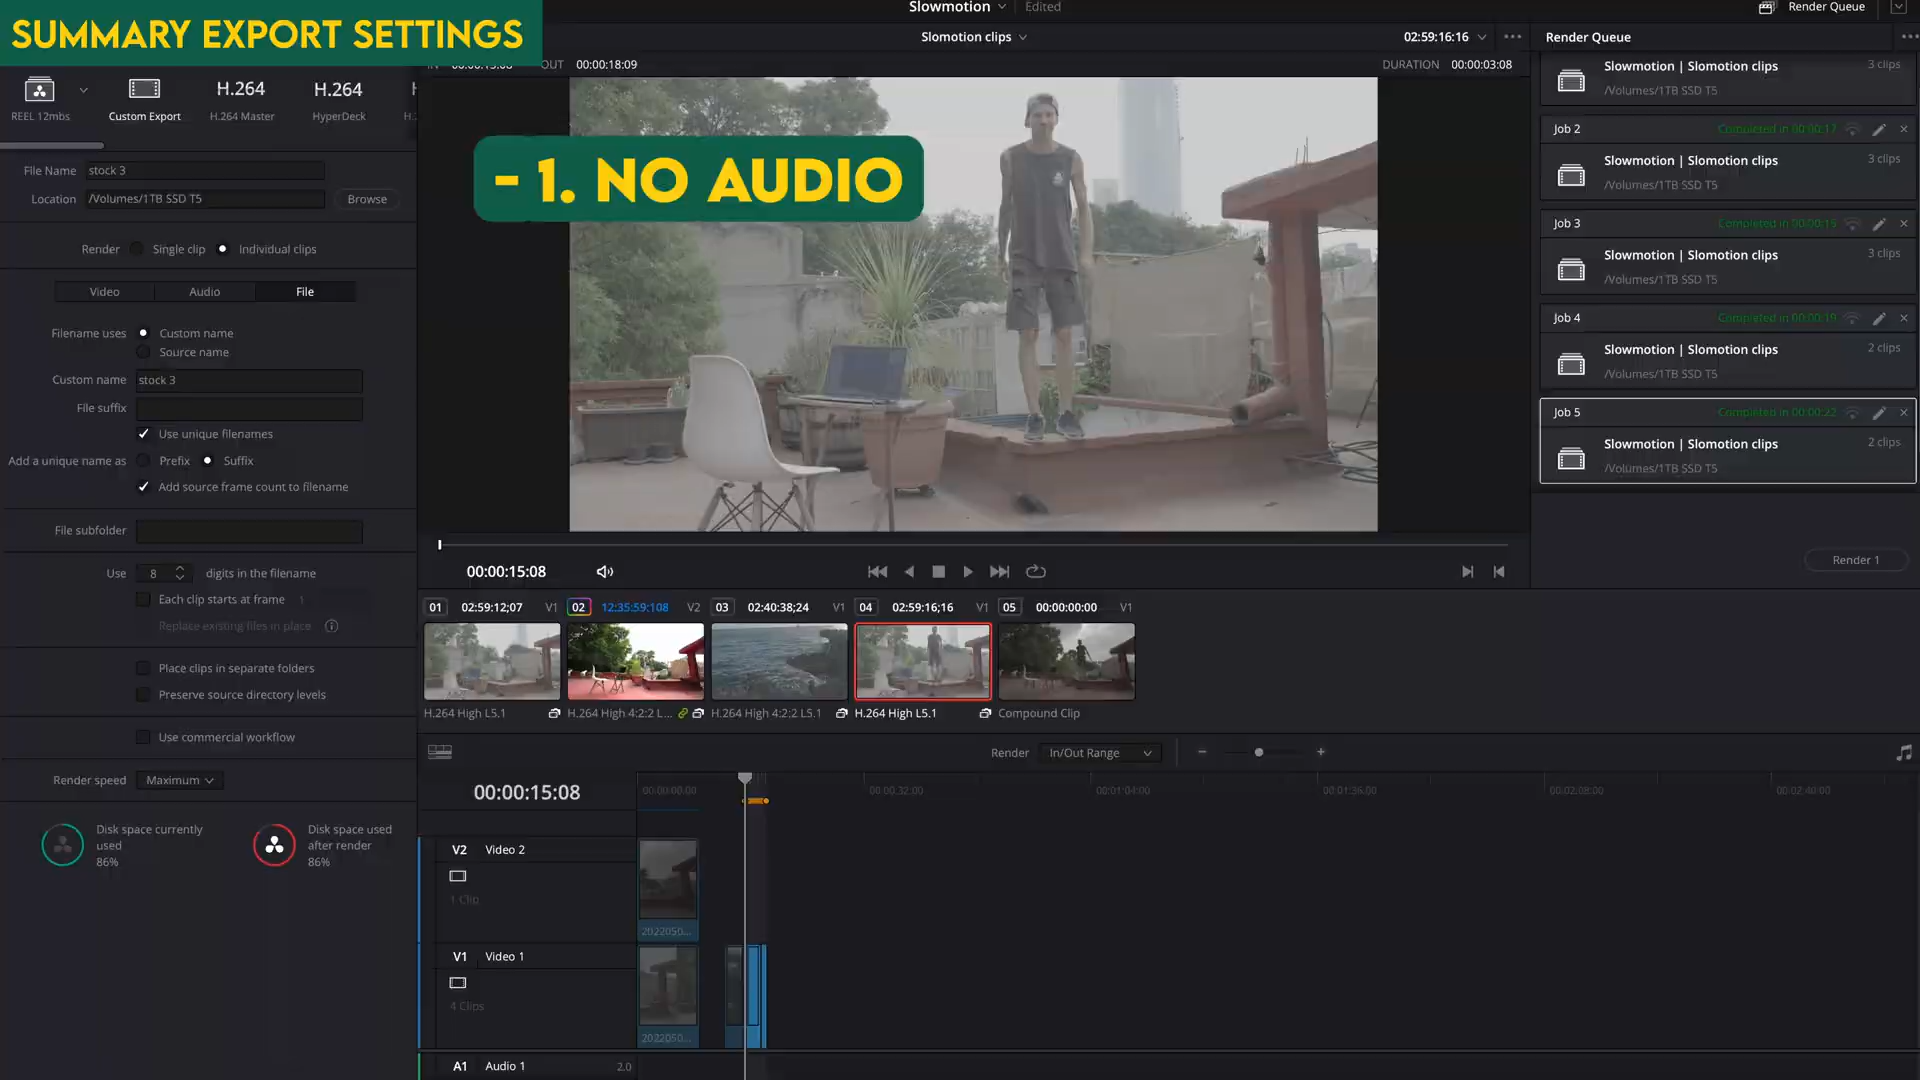 SUMMARY EXPORT SETTINGS
Slowmotion
Edited
Render Queue
Slomotion clips
02:59:16:16
Render Queue
OUT 00:00:18:09
DURATION 00:00:03:08
REEL 12mbs
Custom Export
H.264
H.264 Master
H.264
HyperDeck
- 1. NO AUDIO
File Name stock 3
Location /Volumes/1TB SSD T5 Browse
Render Single clip Individual clips
Video Audio File
Filename uses Custom name
Source name
Custom name stock 3
File suffix
Use unique filenames
Add a unique name as Prefix Suffix
Add source frame count to filename
File subfolder
Use 8 digits in the filename
Each clip starts at frame 1
Replace existing files in place
Place clips in separate folders
Preserve source directory levels
Use commercial workflow
Render speed Maximum
Disk space currently used 86%
Disk space used after render 86%
Slowmotion | Slomotion clips 3 clips
/Volumes/1TB SSD T5
Job 2 Completed in 00:00:17
Slowmotion | Slomotion clips 3 clips
/Volumes/1TB SSD T5
Job 3 Completed in 00:00:15
Slowmotion | Slomotion clips 3 clips
/Volumes/1TB SSD T5
Job 4 Completed in 00:00:19
Slowmotion | Slomotion clips 2 clips
/Volumes/1TB SSD T5
Job 5 Completed in 00:00:22
Slowmotion | Slomotion clips 2 clips
/Volumes/1TB SSD T5
Render 1
00:00:15:08
01 02:59:12;07 V1
02 12:35:59:108 V2
03 02:40:38;24 V1
04 02:59:16;16 V1
05 00:00:00:00 V1
H.264 High L5.1
H.264 High 4:2:2 L...
H.264 High 4:2:2 L5.1
H.264 High L5.1
Compound Clip
Render In/Out Range
00:00:15:08
00:00:00:00 00:00:32:00 00:01:04:00 00:01:36:00 00:02:08:00 00:02:40:00
V2 Video 2
1 Clip
2022050...
V1 Video 1
4 Clips
2022050...
A1 Audio 1 2.0